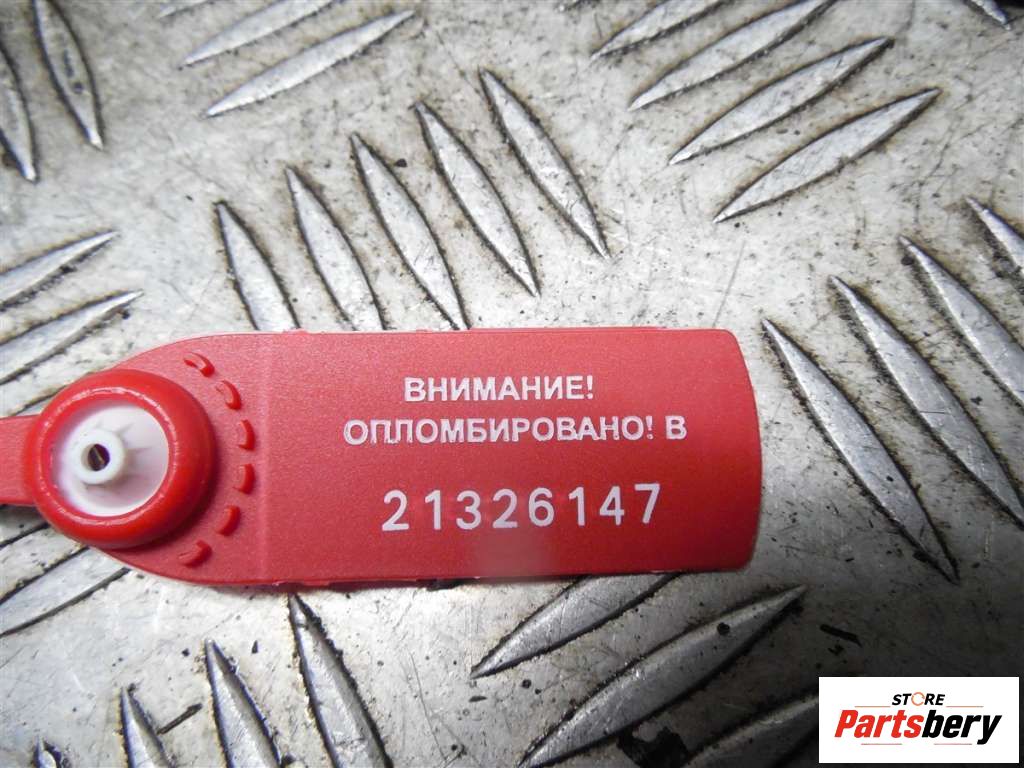 ВНИМАНИЕ!
ОПЛОМБИРОВАНО! В
21326147
STORE
Partsbery